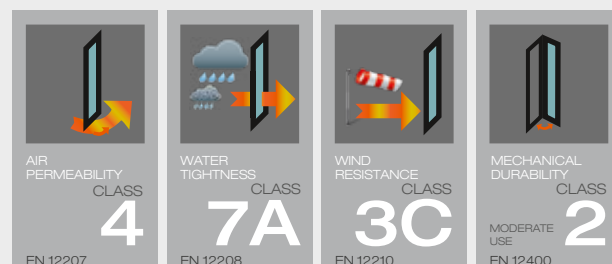 AIR
PERMEABILITY
CLASS
4
EN 12207
WATER
TIGHTNESS
CLASS
7A
EN 12208
WIND
RESISTANCE
CLASS
3C
EN 12210
MECHANICAL
DURABILITY
CLASS
MODERATE
USE
2
EN 12400